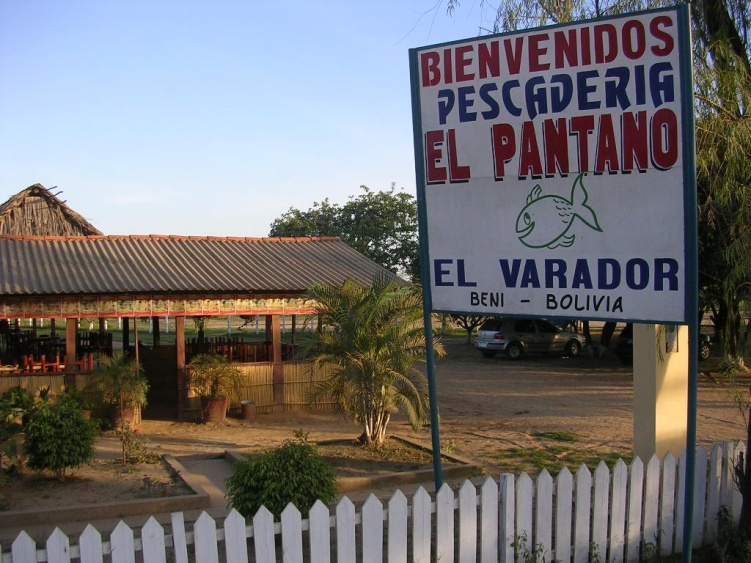 BIENVENIDOS
PESCADERIA
EL PANTANO
EL VARADOR
BENI - BOLIVIA